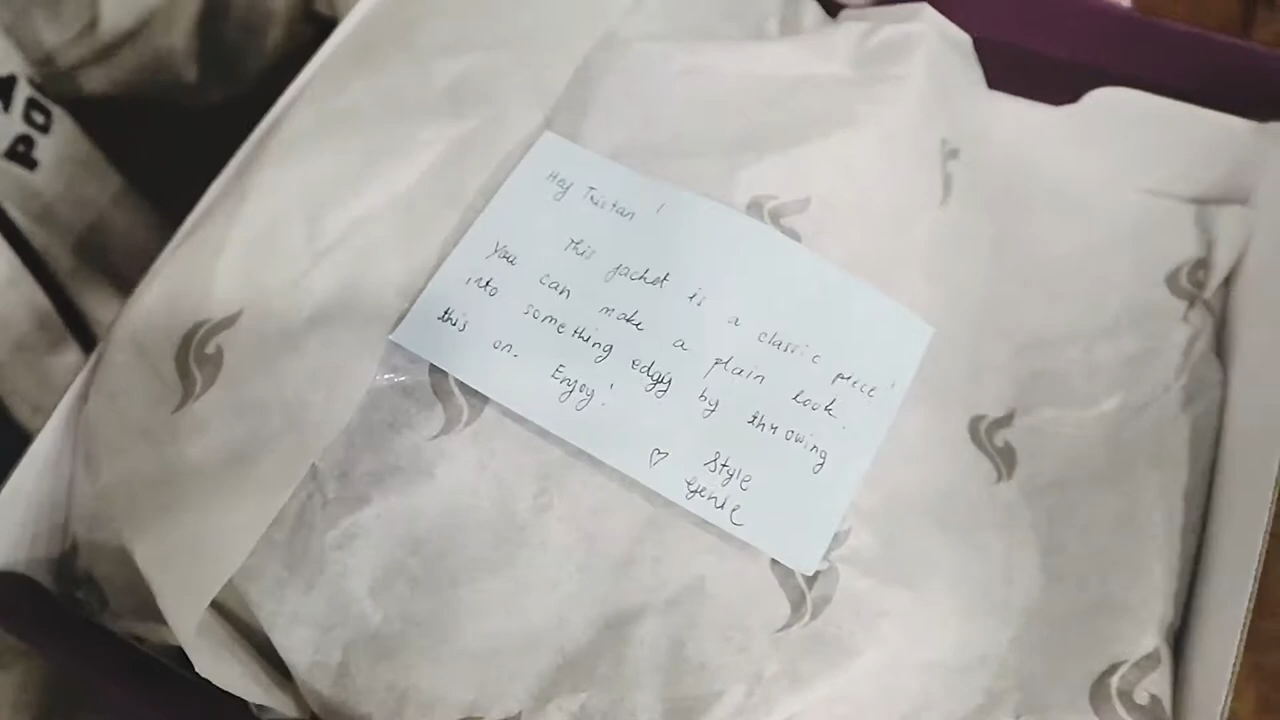 PO
Hey Tristan !
This jacket is a classic piece!
You can make a plain look
into something edgy by throwing
this on. Enjoy!
♡ Style
Genie